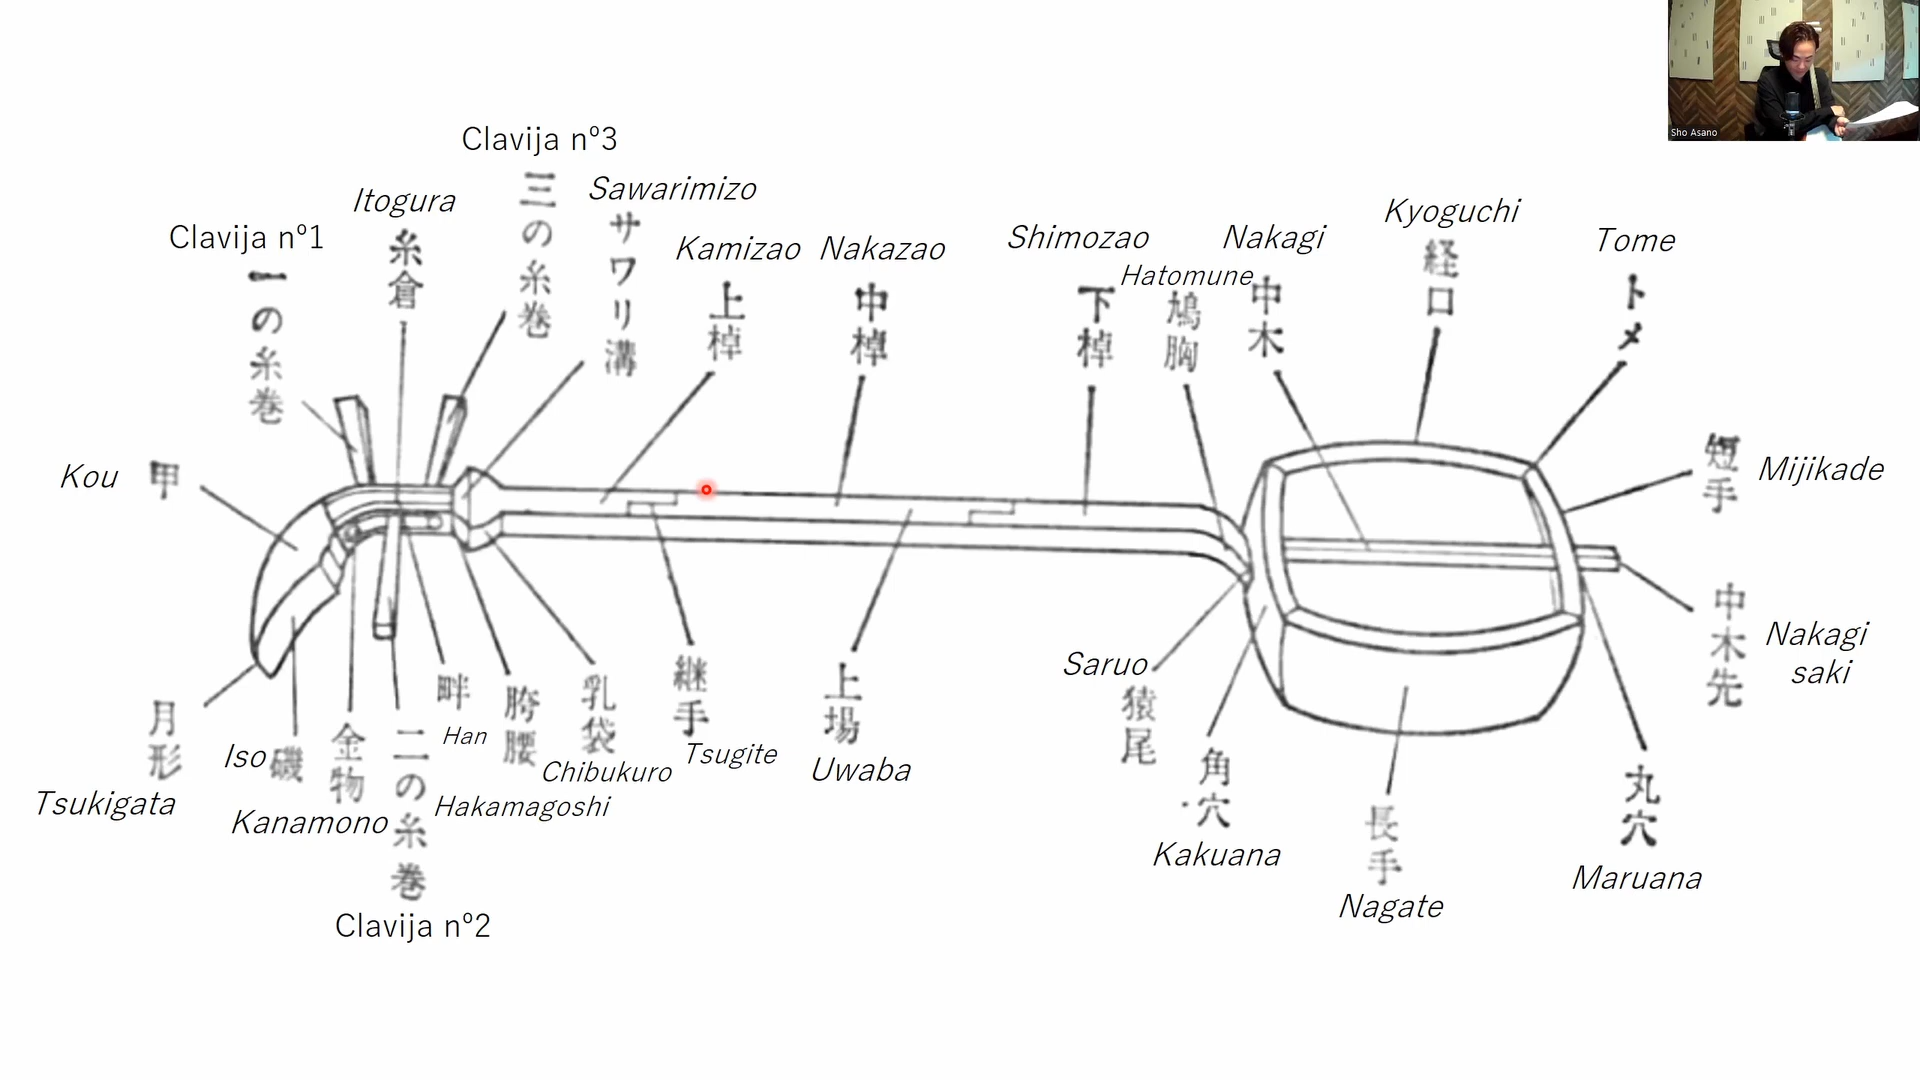 Sho Asano
Clavija nº3
三の糸巻
Itogura
糸倉
Sawarimizo
サワリ溝
Clavija nº1
一の糸巻
Kamizao
上棹
Nakazao
中棹
Shimozao
下棹
Hatomune
鳩胸
Nakagi
中木
Kyoguchi
経口
Tome
トメ
Kou
甲
短手
Mijikade
中木先
Nakagi
saki
月形
Tsukigata
Iso
磯
金物
Kanamono
二の糸巻
Clavija nº2
畔
Han
胯腰
Hakamagoshi
乳袋
Chibukuro
継手
Tsugite
上場
Uwaba
Saruo
猿尾
角穴
Kakuana
長手
Nagate
丸穴
Maruana